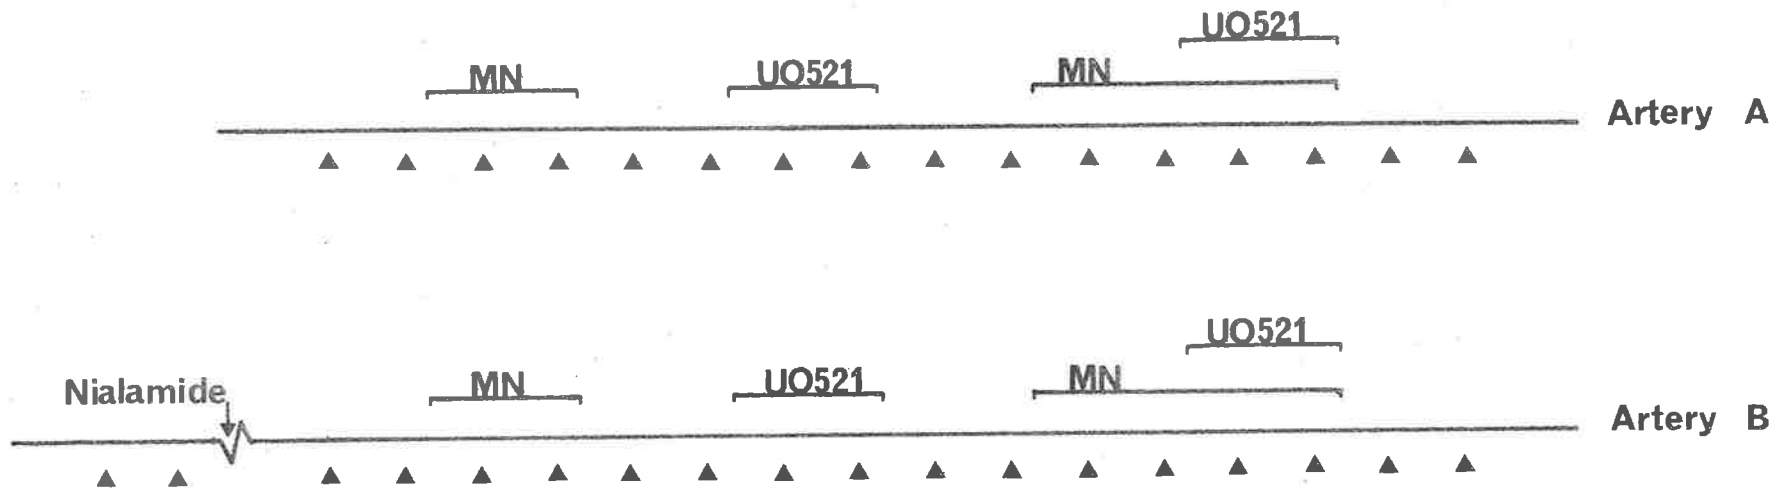 UO521
MN UO521 MN
Artery A
UO521
Nialamide MN UO521 MN
Artery B